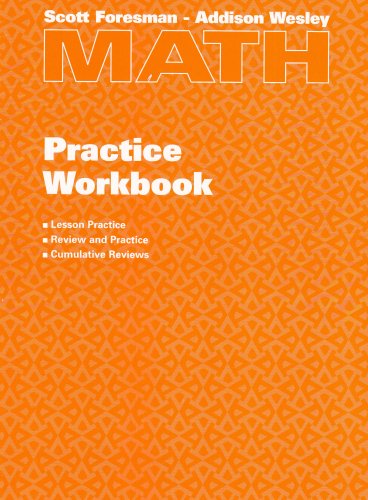 Scott Foresman - Addison Wesley
MATH
Practice
Workbook
■ Lesson Practice
■ Review and Practice
■ Cumulative Reviews